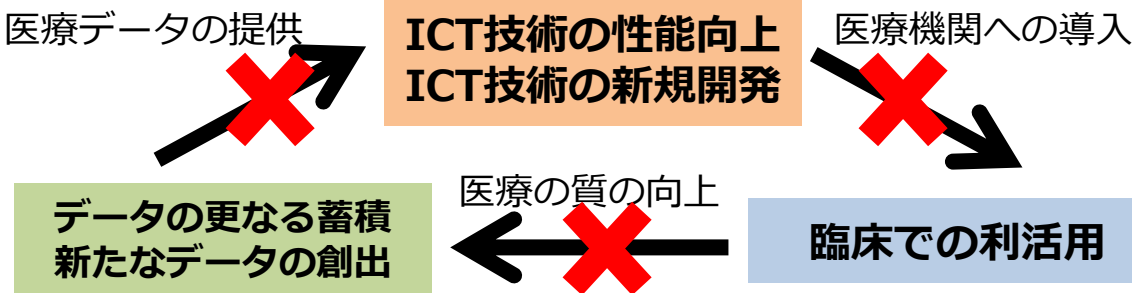 医療データの提供
ICT技術の性能向上
ICT技術の新規開発
医療機関への導入
データの更なる蓄積
新たなデータの創出
医療の質の向上
臨床での利活用